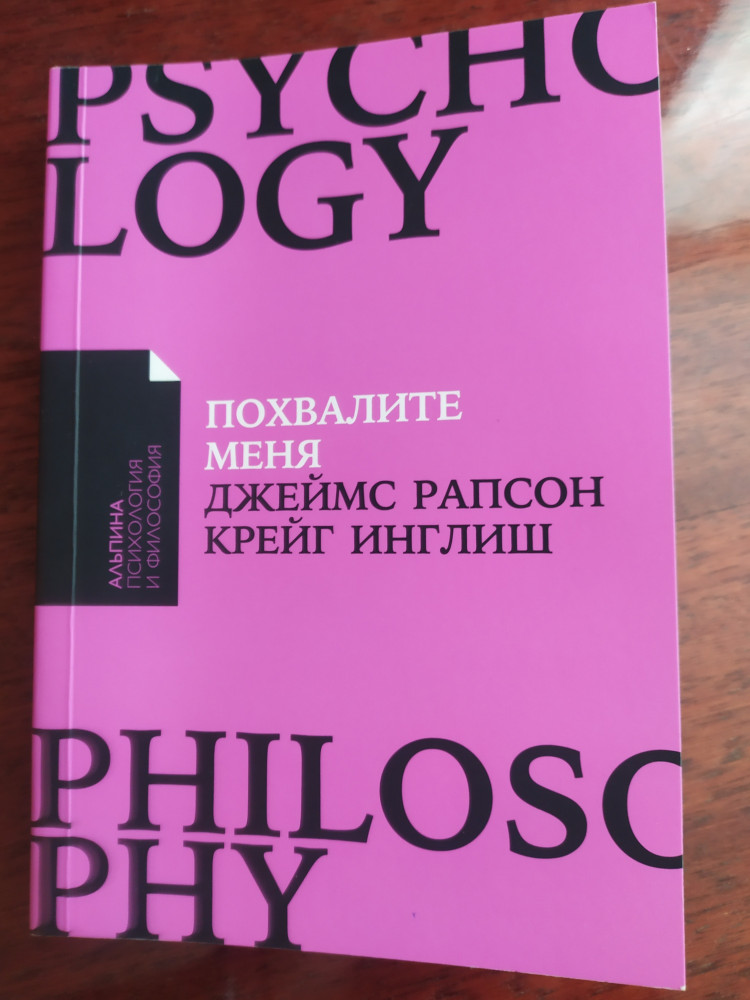 PSYCHO
LOGY
ПОХВАЛИТЕ
МЕНЯ
ДЖЕЙМС РАПСОН
КРЕЙГ ИНГЛИШ
АЛЬПИНА
ПСИХОЛОГИЯ
И ФИЛОСОФИЯ
PHILOSO
PHY